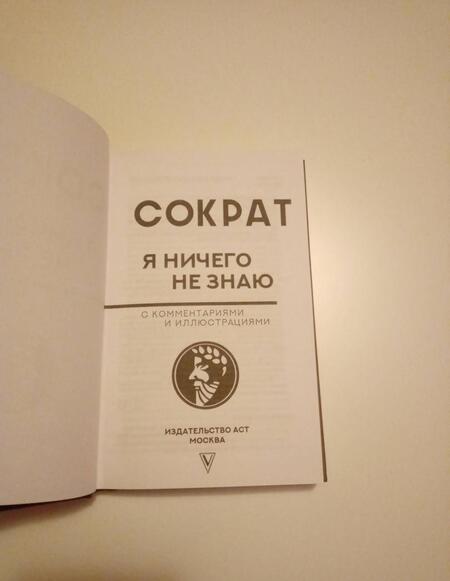 СОКРАТ
Я НИЧЕГО
НЕ ЗНАЮ
С КОММЕНТАРИЯМИ
И ИЛЛЮСТРАЦИЯМИ
ИЗДАТЕЛЬСТВО АСТ
МОСКВА